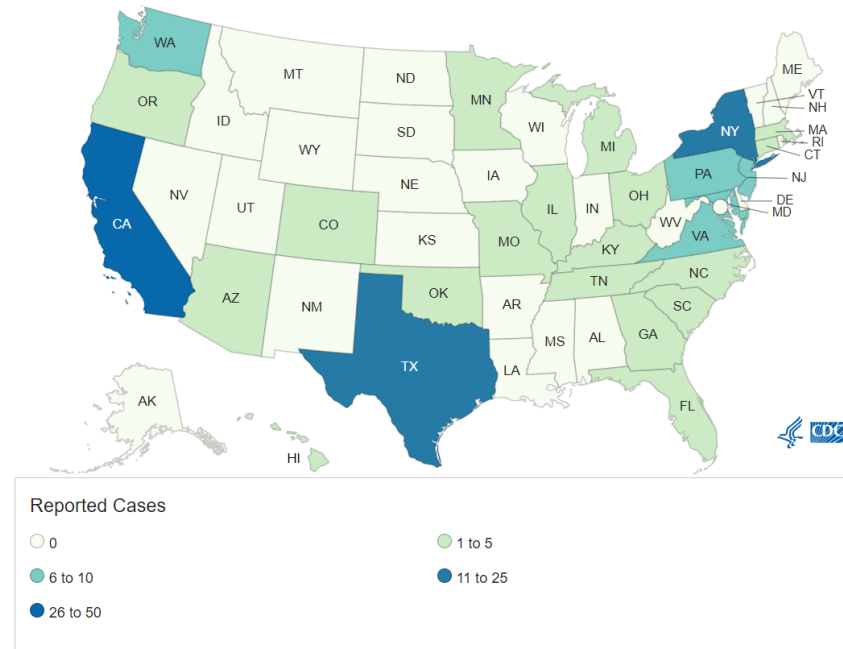 WA
ME
MT
ND
VT
OR
MN
NH
ID
WI
NY
SD
MA
MI
RI
WY
CT
PA
IA
NJ
NE
NV
OH
DE
IL
IN
MD
UT
WV
CO
VA
CA
KS
MO
KY
NC
TN
AZ
OK
NM
AR
SC
MS
AL
GA
TX
LA
AK
FL
HI
CDC
Reported Cases
0
1 to 5
6 to 10
11 to 25
26 to 50